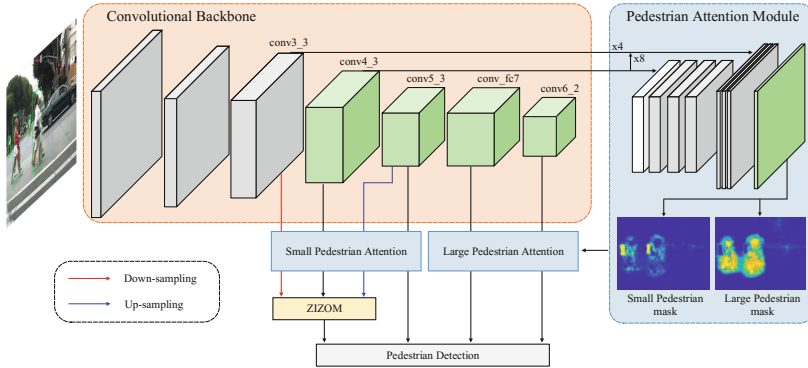 Convolutional Backbone
Pedestrian Attention Module
conv3_3
x4
x8
conv4_3
conv5_3
conv_fc7
conv6_2
Small Pedestrian Attention
Large Pedestrian Attention
Down-sampling
Up-sampling
ZIZOM
Small Pedestrian
mask
Large Pedestrian
mask
Pedestrian Detection